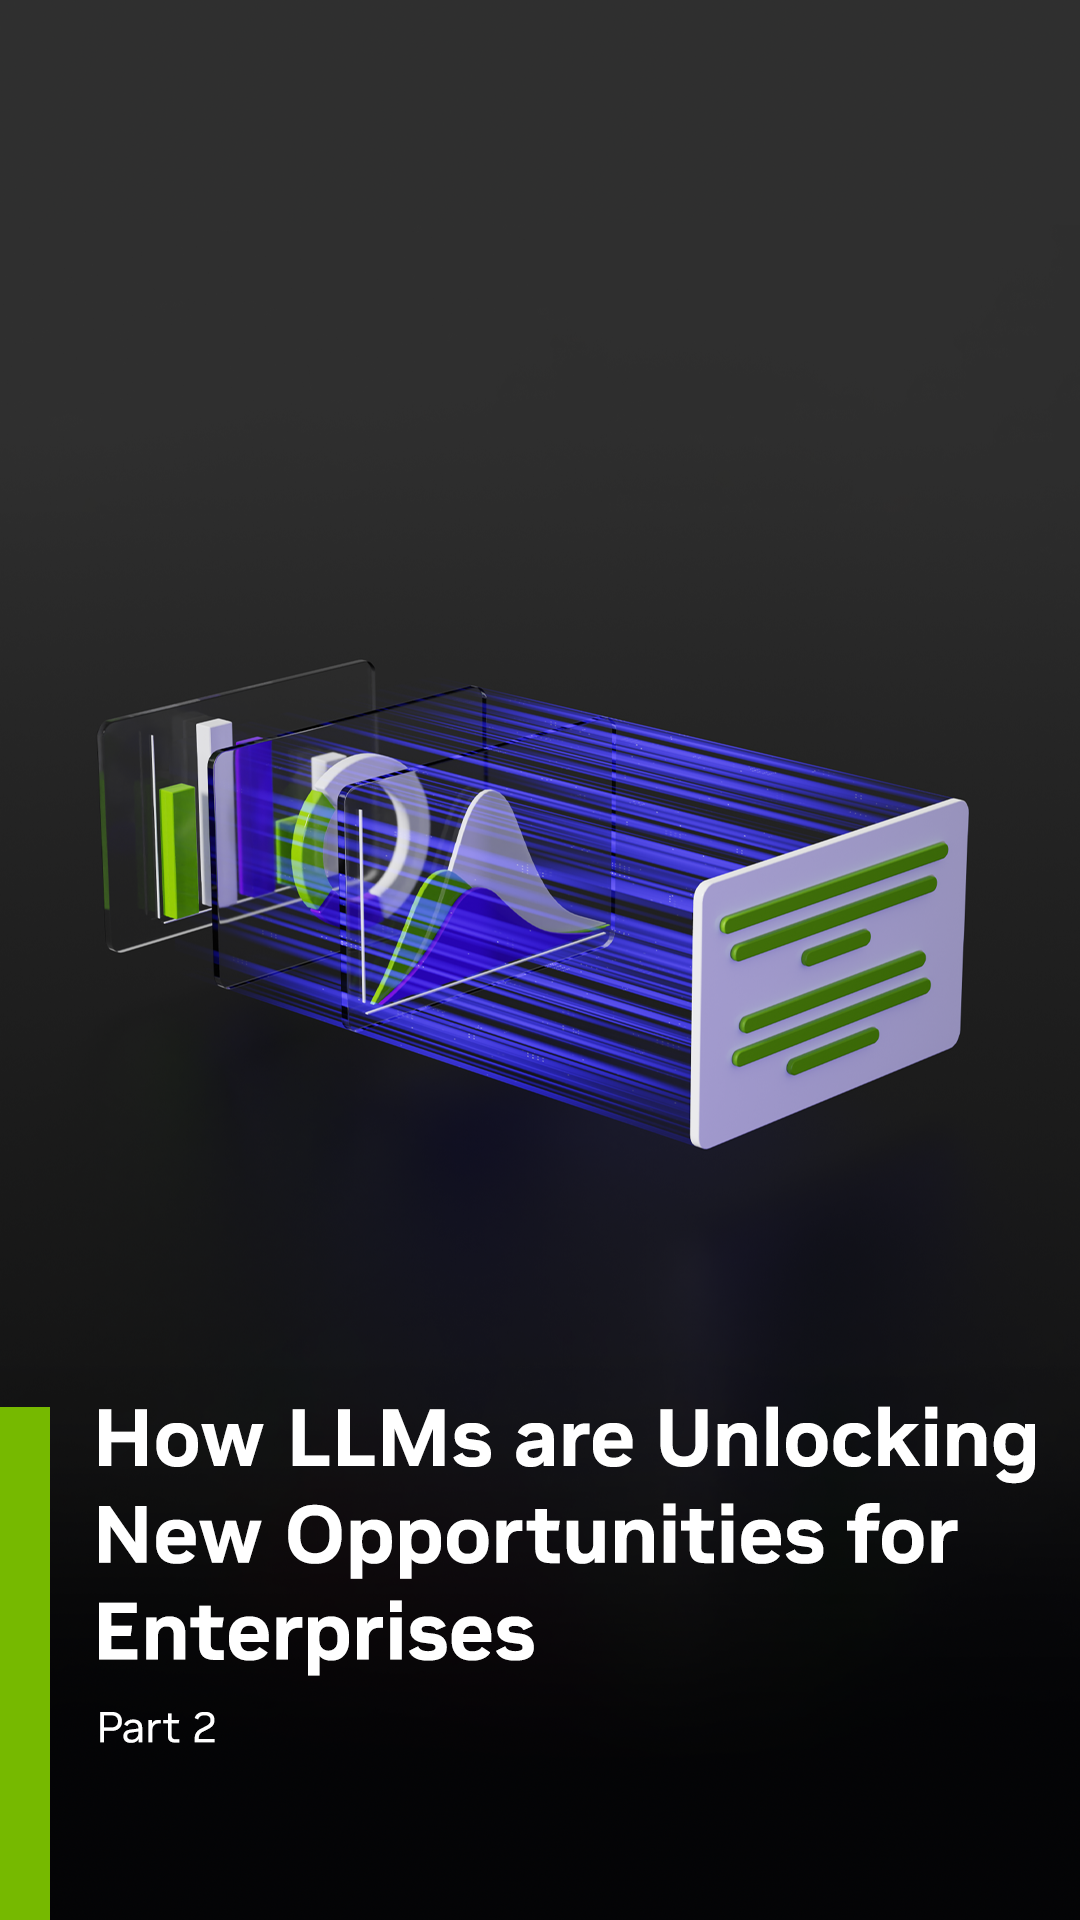 How LLMs are Unlocking
New Opportunities for
Enterprises
Part 2